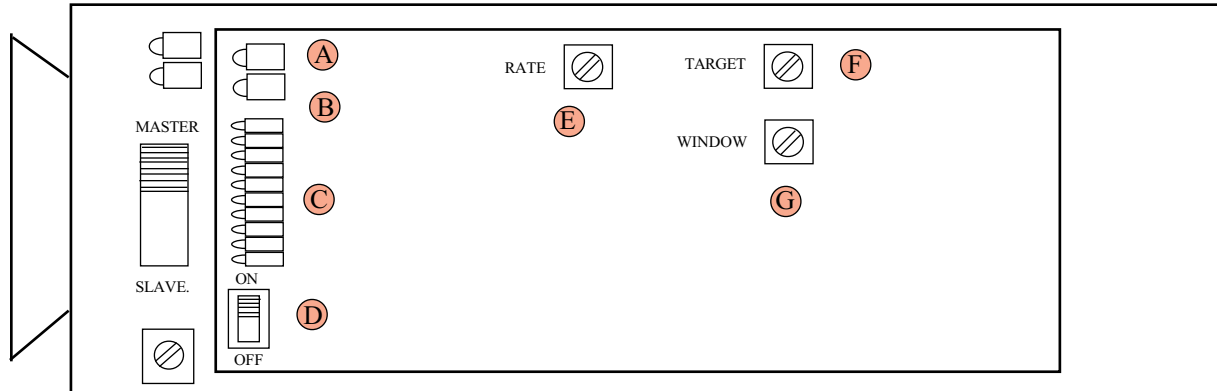 A
B
RATE
E
TARGET
F
MASTER
WINDOW
C
G
SLAVE.
ON
D
OFF